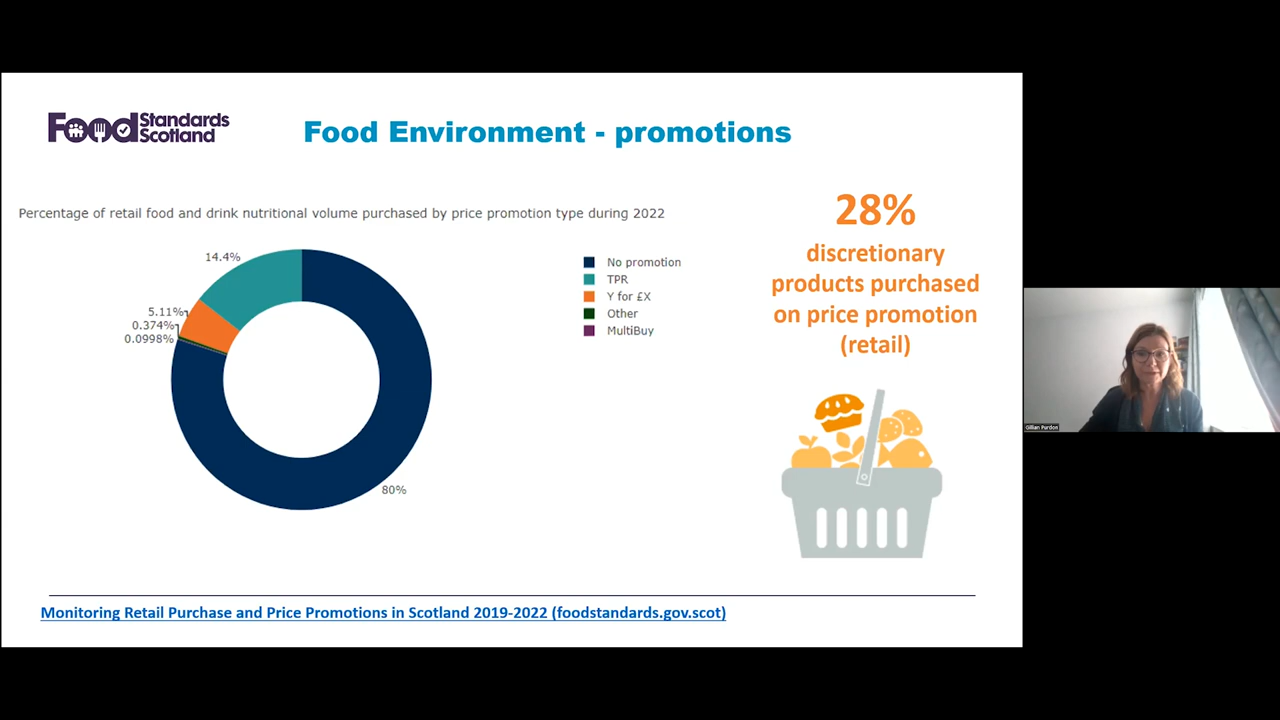 Food Standards Scotland
Food Environment - promotions
Percentage of retail food and drink nutritional volume purchased by price promotion type during 2022
14.4%
5.11%
0.374%
0.0998%
80%
No promotion
TPR
Y for £X
Other
MultiBuy
28%
discretionary
products purchased
on price promotion
(retail)
Monitoring Retail Purchase and Price Promotions in Scotland 2019-2022 (foodstandards.gov.scot)
Gillian Purdon